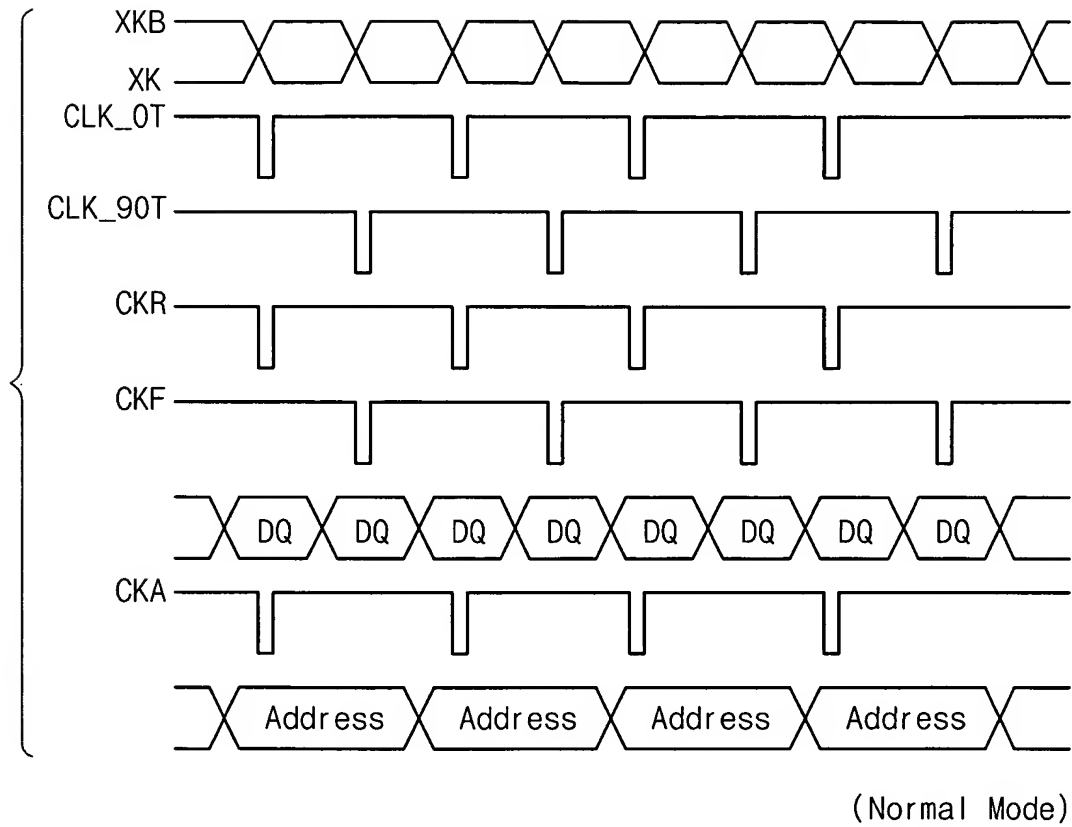 XKB
XK
CLK_0T
CLK_90T
CKR
CKF
DQ DQ DQ DQ DQ DQ DQ DQ
CKA
Address Address Address Address
(Normal Mode)